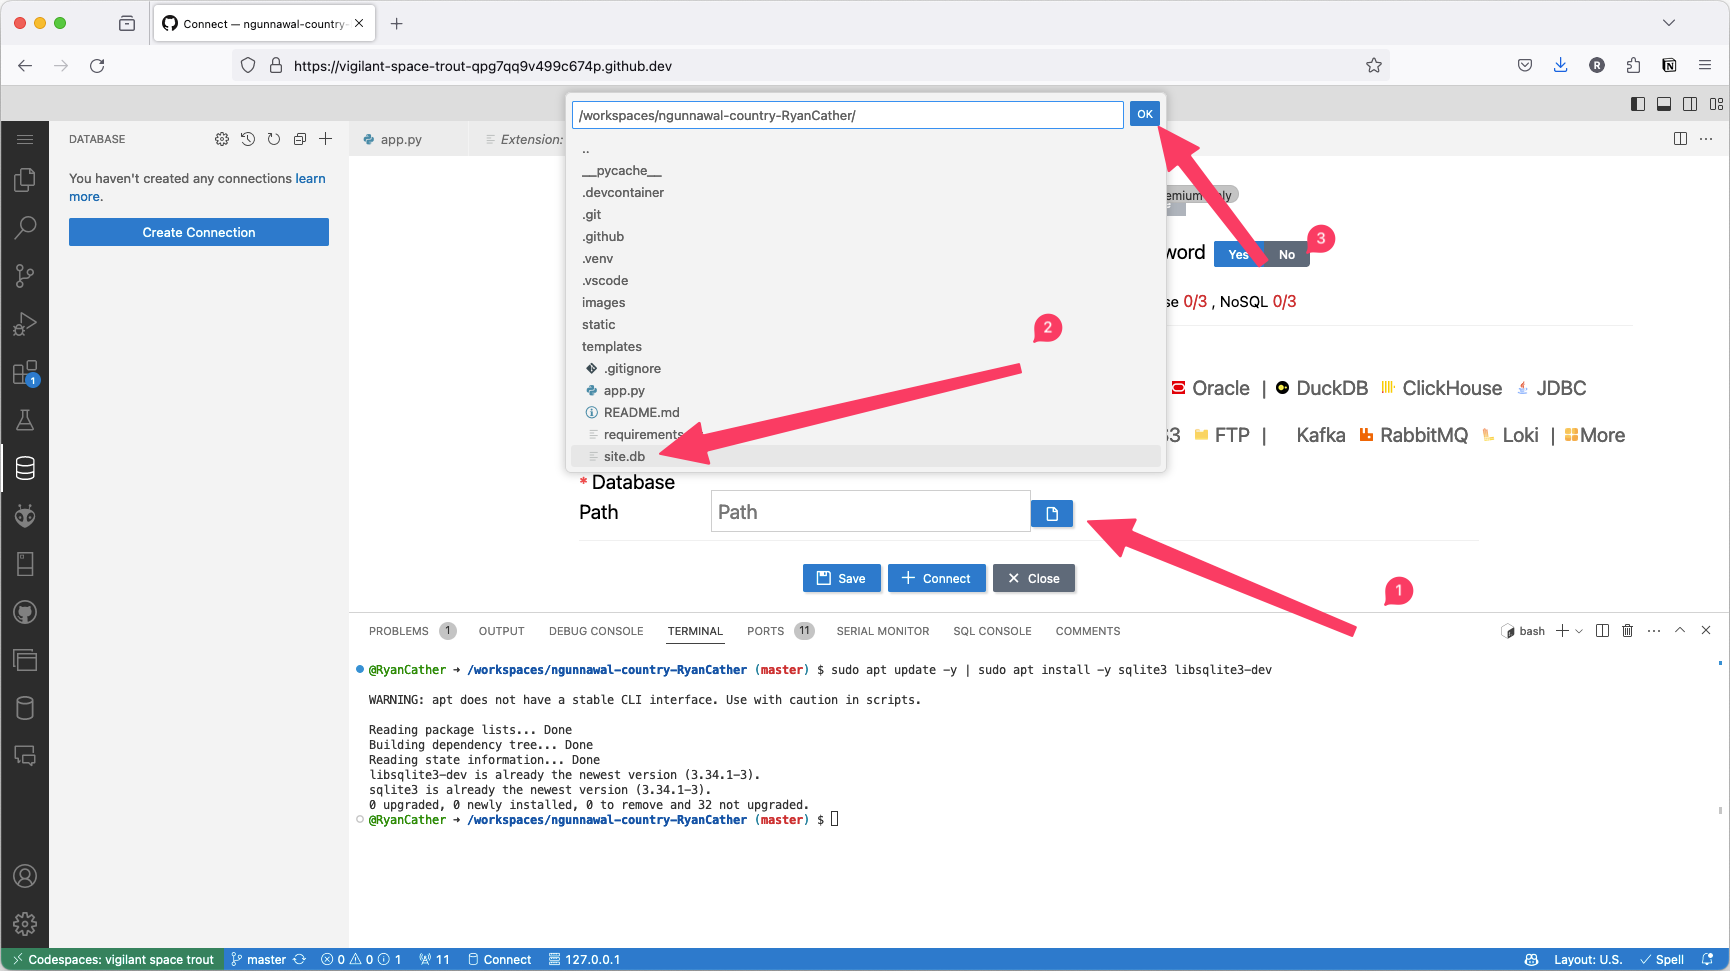 Connect — ngunnawal-country-
https://vigilant-space-trout-qpg7qq9v499c674p.github.dev
R
N
DATABASE
You haven't created any connections learn
more.
Create Connection
app.py
Extension:
/workspaces/ngunnawal-country-RyanCather/
OK
..
__pycache__
.devcontainer
.git
.github
.venv
.vscode
images
static
templates
.gitignore
app.py
README.md
requirements
site.db
3
2
1
Yes
No
se 0/3 , NoSQL 0/3
Oracle | DuckDB ClickHouse JDBC
FTP | Kafka RabbitMQ Loki | More
* Database
Path
Path
Save
Connect
Close
1
PROBLEMS 1 OUTPUT DEBUG CONSOLE TERMINAL PORTS 11 SERIAL MONITOR SQL CONSOLE COMMENTS
bash
@RyanCather → /workspaces/ngunnawal-country-RyanCather (master) $ sudo apt update -y | sudo apt install -y sqlite3 libsqlite3-dev
WARNING: apt does not have a stable CLI interface. Use with caution in scripts.
Reading package lists... Done
Building dependency tree... Done
Reading state information... Done
libsqlite3-dev is already the newest version (3.34.1-3).
sqlite3 is already the newest version (3.34.1-3).
0 upgraded, 0 newly installed, 0 to remove and 32 not upgraded.
@RyanCather → /workspaces/ngunnawal-country-RyanCather (master) $
Codespaces: vigilant space trout master 0 0 1 11 Connect 127.0.0.1
Layout: U.S. Spell